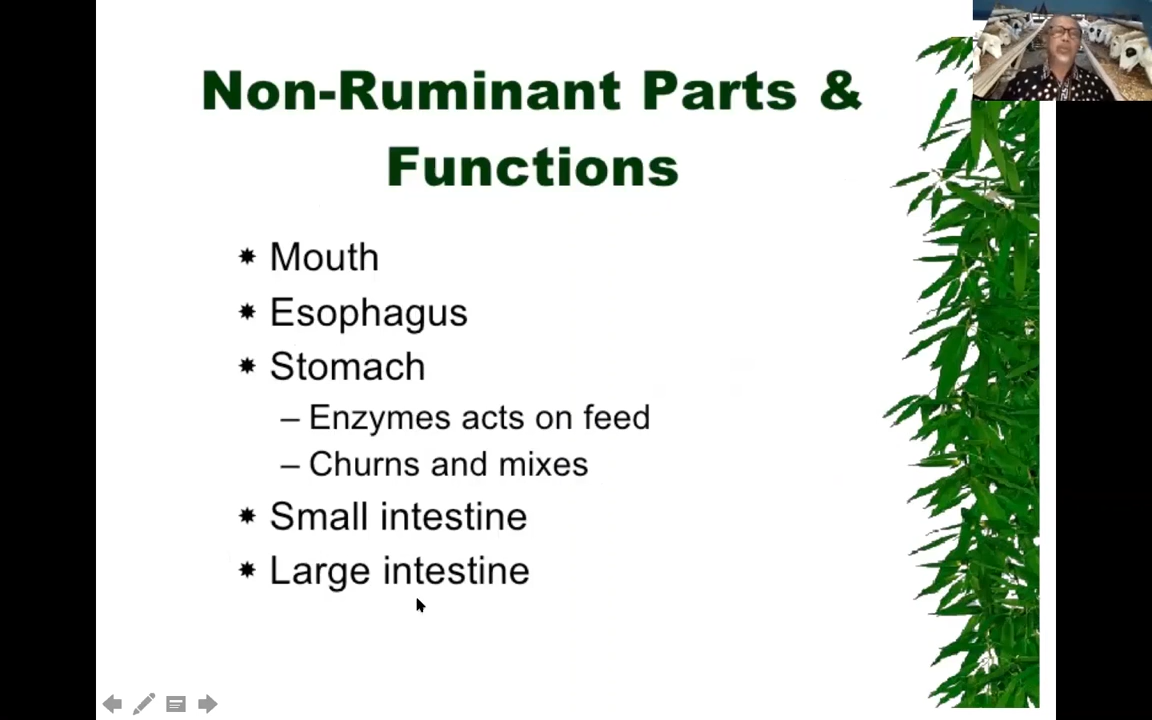 Non-Ruminant Parts &
Functions
Mouth
Esophagus
Stomach
– Enzymes acts on feed
– Churns and mixes
Small intestine
Large intestine